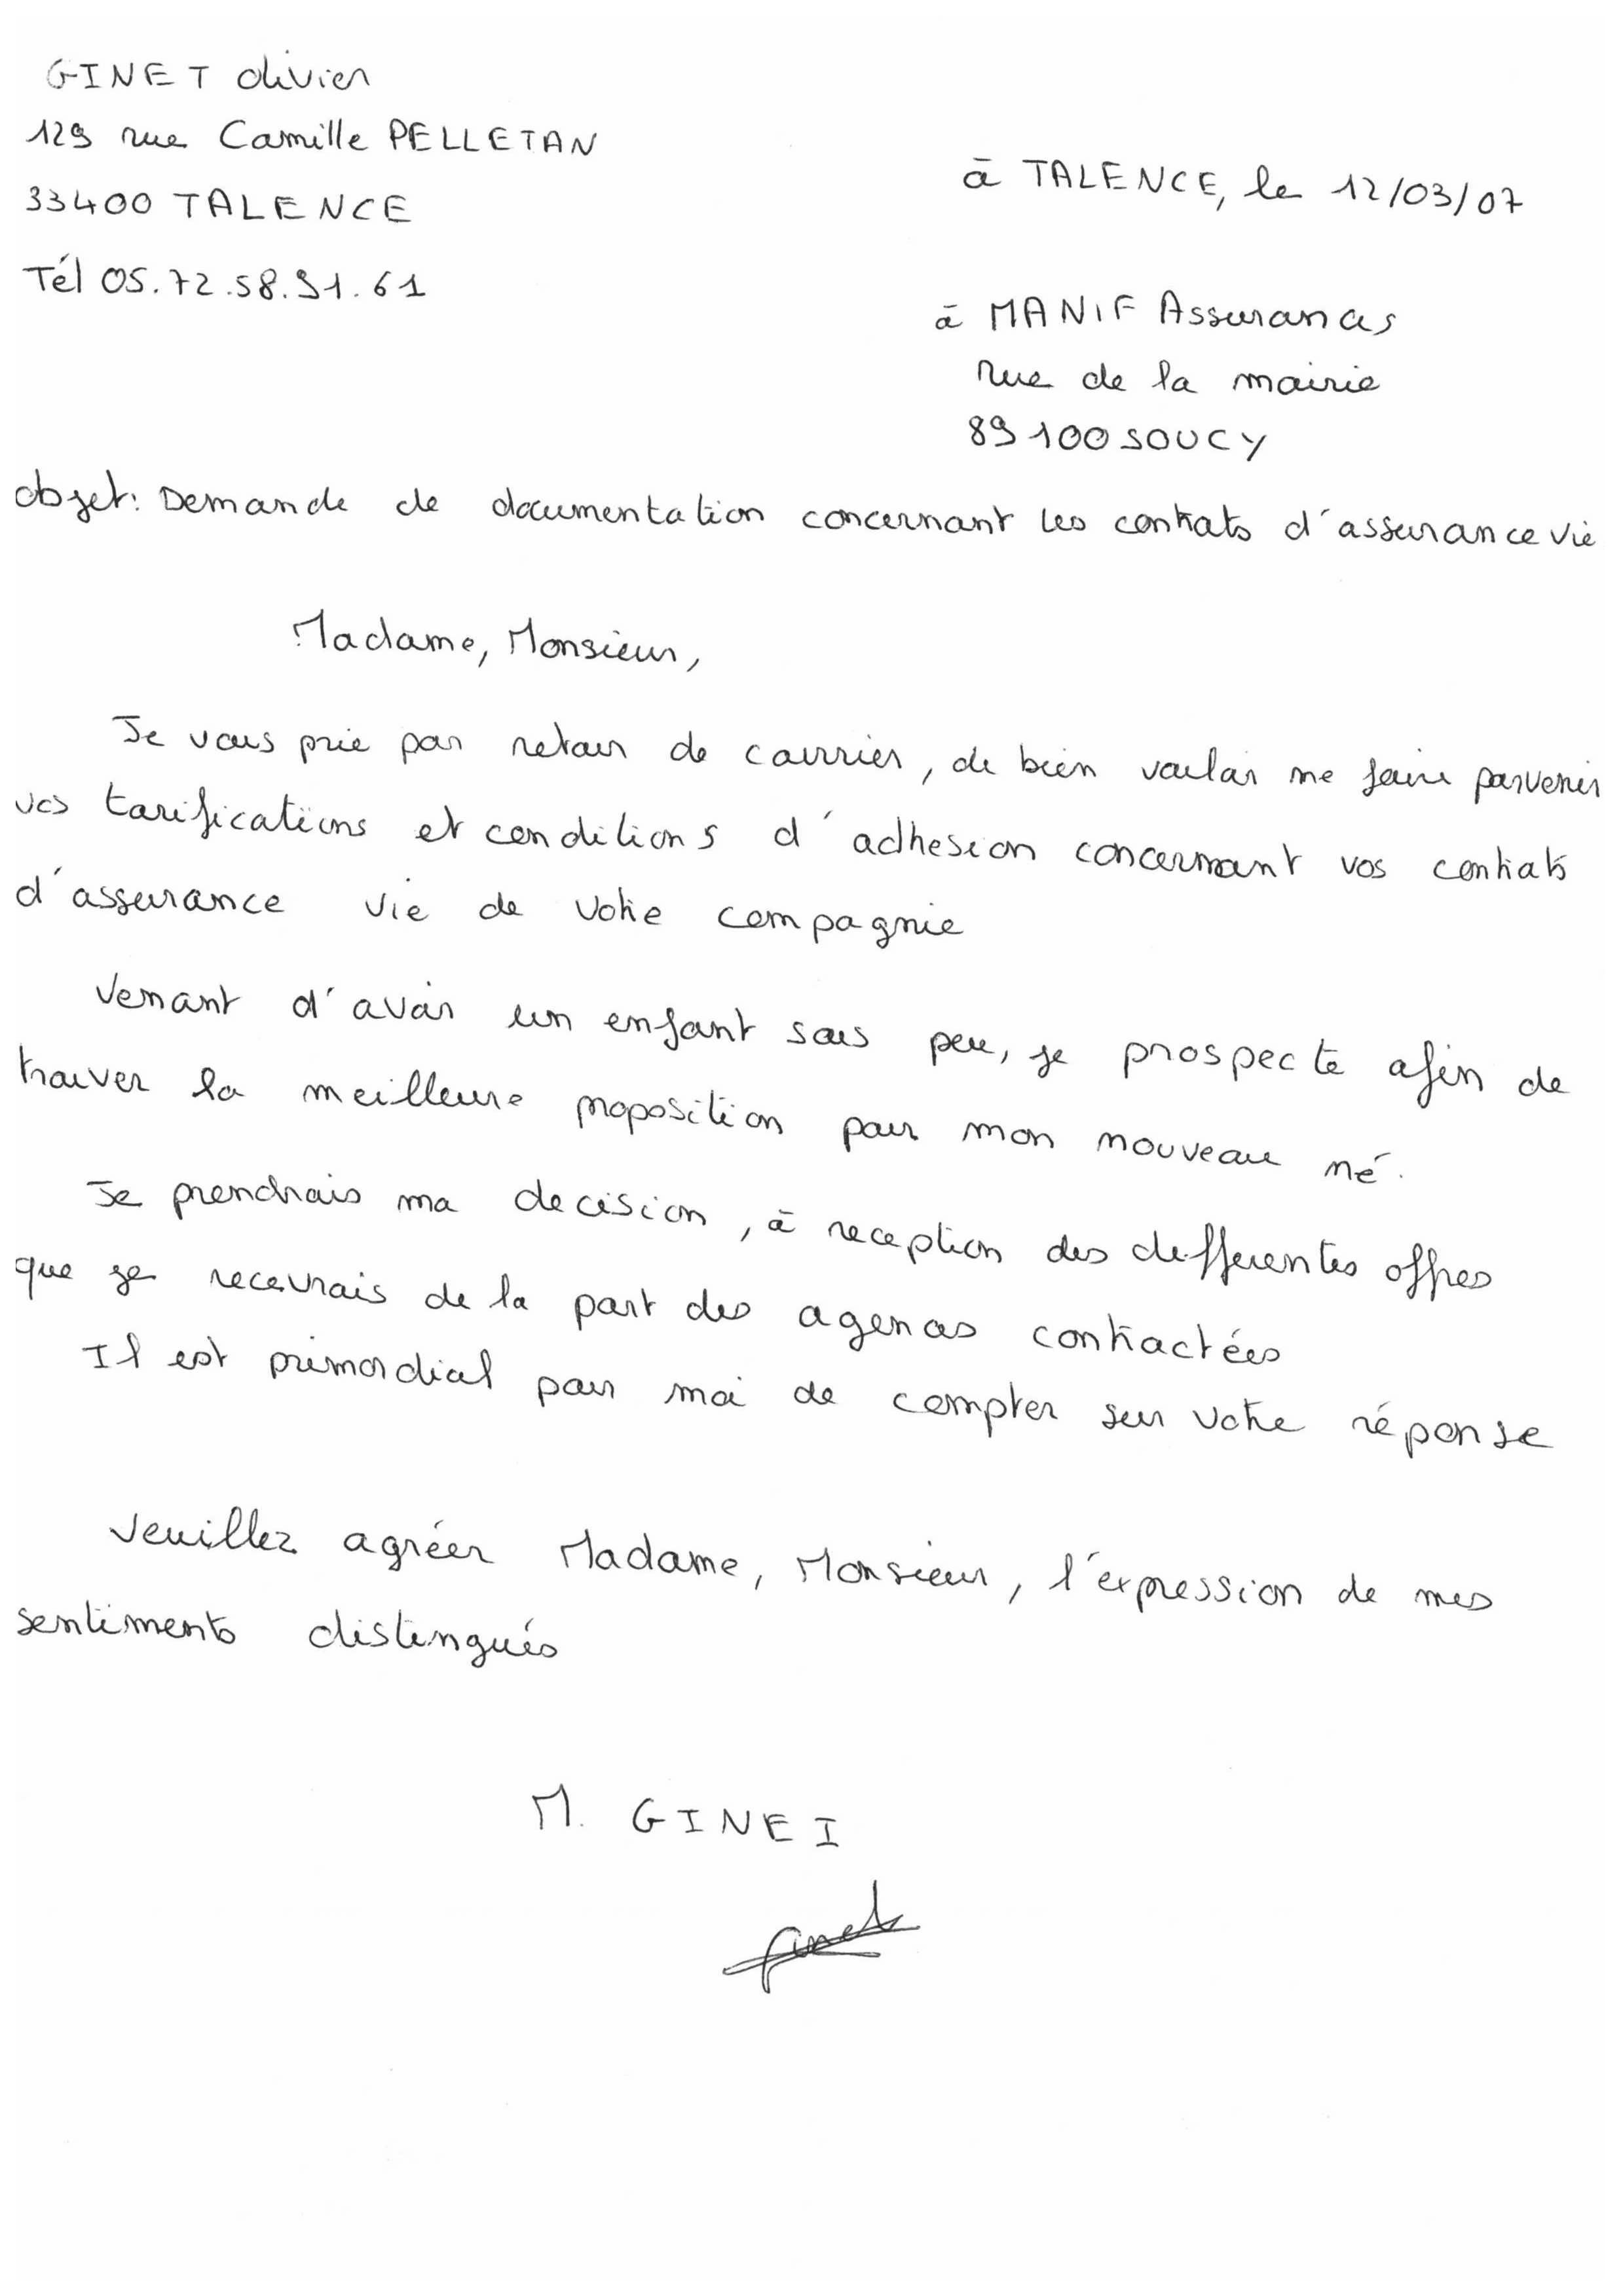 GINET Olivier
129 rue Camille PELLETAN
33400 TALENCE
Tél 05.72.58.91.61
à TALENCE, le 12/03/07
à MANIF Assurances
rue de la mairie
89100 SOUCY
objet: Demande de documentation concernant les contrats d'assurance vie
Madame, Monsieur,
Je vous prie par retour de courrier, de bien vouloir me faire parvenir
vos tarifications et conditions d'adhesion concernant vos contrats
d'assurance vie de votre compagnie
Venant d'avoir un enfant sous peu, je prospecte afin de
trouver la meilleure proposition pour mon nouveau né.
Je prendrais ma decision, à reception des differentes offres
que je recevrais de la part des agences contactées
Il est primordial pour moi de compter sur votre réponse
Veuillez agréer Madame, Monsieur, l'expression de mes
sentiments distingués
M. GINET
Ginet